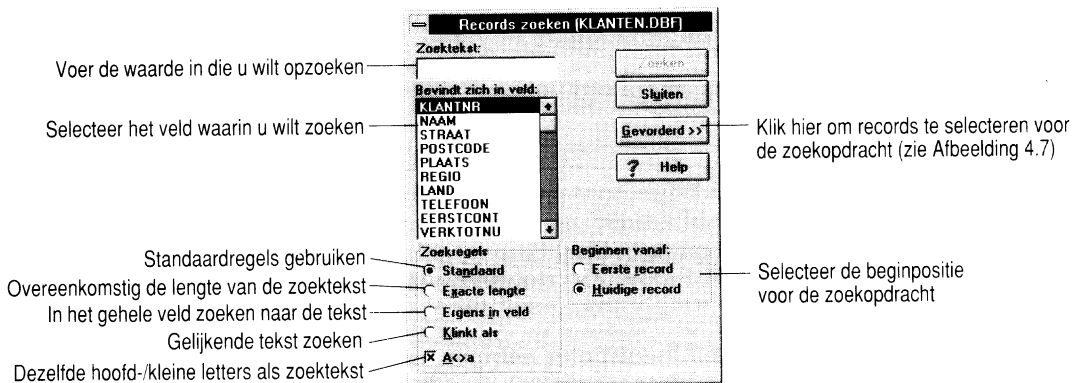 Records zoeken (KLANTEN.DBF)
Zoektekst:
Voer de waarde in die u wilt opzoeken
Zoeken
Bevindt zich in veld:
Sluiten
KLANTNR
Selecteer het veld waarin u wilt zoeken
NAAM
STRAAT
POSTCODE
PLAATS
REGIO
LAND
TELEFOON
EERSTCONT
VERKTOTNU
Gevorderd >>
Klik hier om records te selecteren voor
de zoekopdracht (zie Afbeelding 4.7)
? Help
Zoekregels
Standaardregels gebruiken
Standaard
Overeenkomstig de lengte van de zoektekst
Exacte lengte
In het gehele veld zoeken naar de tekst
Ergens in veld
Gelijkende tekst zoeken
Klinkt als
Dezelfde hoofd-/kleine letters als zoektekst
A<>a
Beginnen vanaf:
Eerste record
Huidige record
Selecteer de beginpositie
voor de zoekopdracht